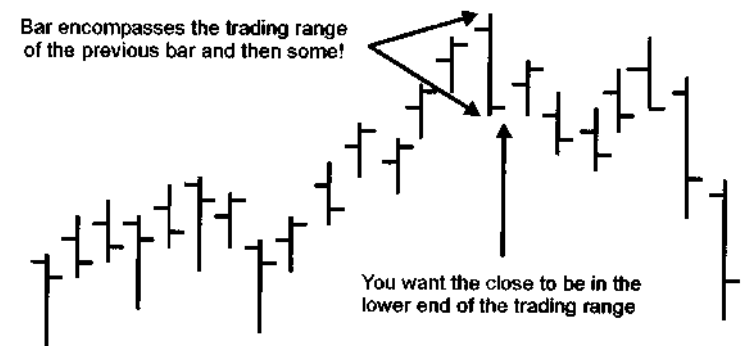 Bar encompasses the trading range
of the previous bar and then some!
You want the close to be in the
lower end of the trading range